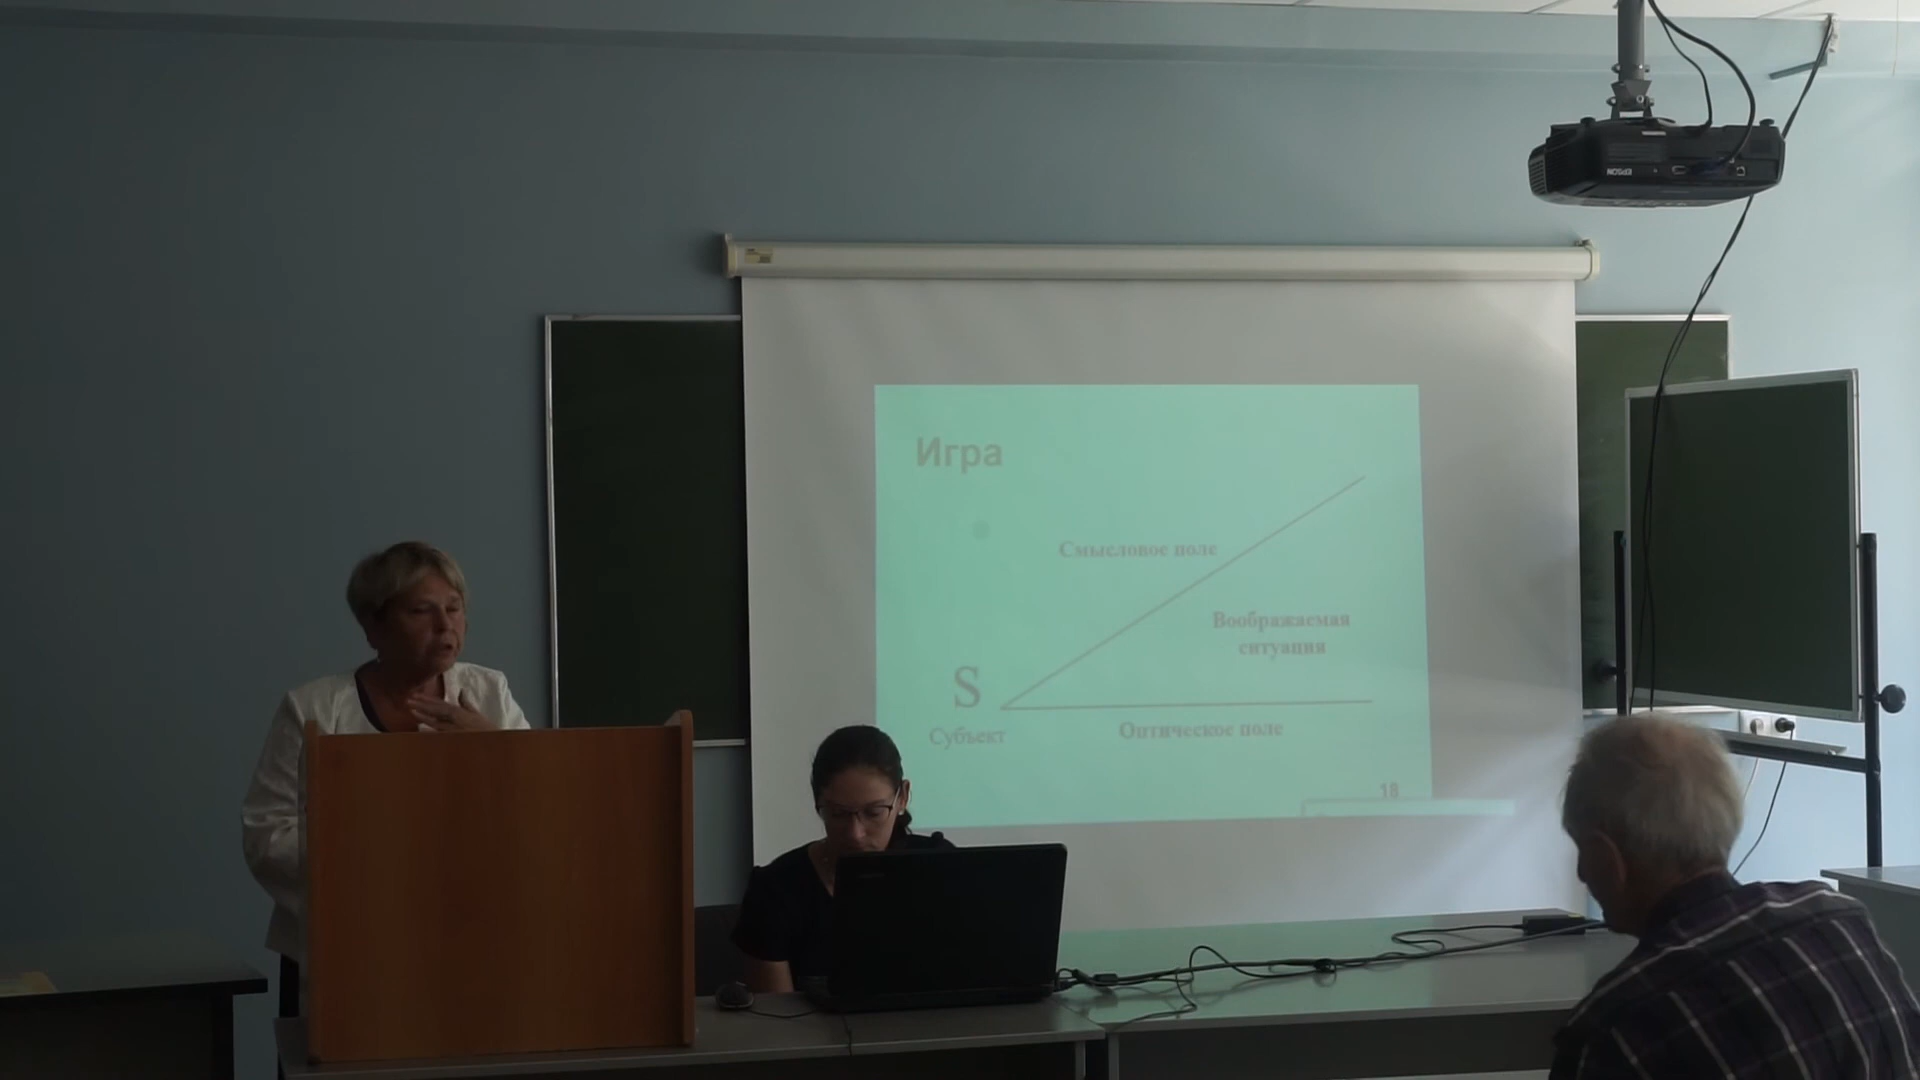 EPSON
Игра
Смысловое поле
Воображаемая
ситуация
S
Субъект
Оптическое поле
18